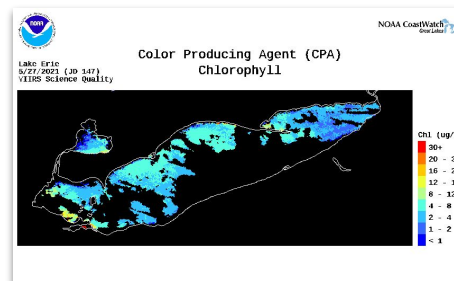 NOAA
NOAA CoastWatch
Great Lakes
Color Producing Agent (CPA)
Chlorophyll
Lake Erie
5/27/2021 (JD 147)
VIIRS Science Quality
Chl (ug/
30+
20 - 3
16 - 2
12 - 1
8 - 12
4 - 8
2 - 4
1 - 2
< 1